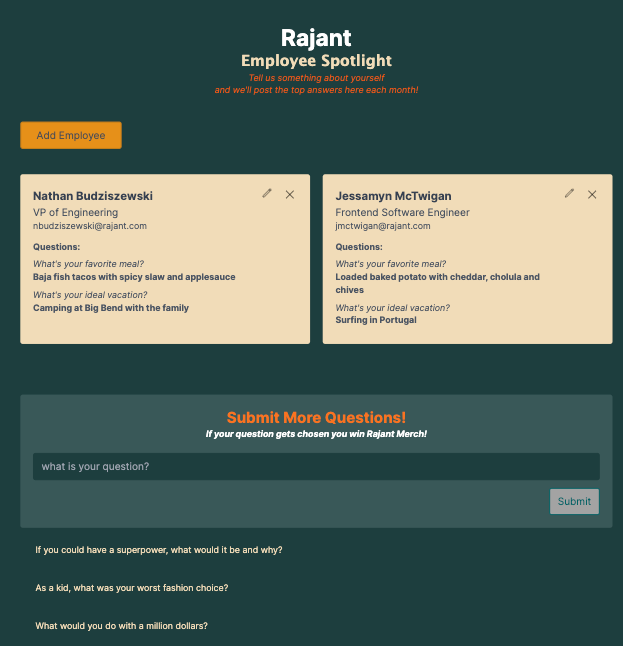 Rajant
Employee Spotlight
Tell us something about yourself
and we'll post the top answers here each month!
Add Employee
Nathan Budziszewski
VP of Engineering
nbudziszewski@rajant.com
Questions:
What's your favorite meal?
Baja fish tacos with spicy slaw and applesauce
What's your ideal vacation?
Camping at Big Bend with the family
Jessamyn McTwigan
Frontend Software Engineer
jmctwigan@rajant.com
Questions:
What's your favorite meal?
Loaded baked potato with cheddar, cholula and
chives
What's your ideal vacation?
Surfing in Portugal
Submit More Questions!
If your question gets chosen you win Rajant Merch!
what is your question?
Submit
If you could have a superpower, what would it be and why?
As a kid, what was your worst fashion choice?
What would you do with a million dollars?